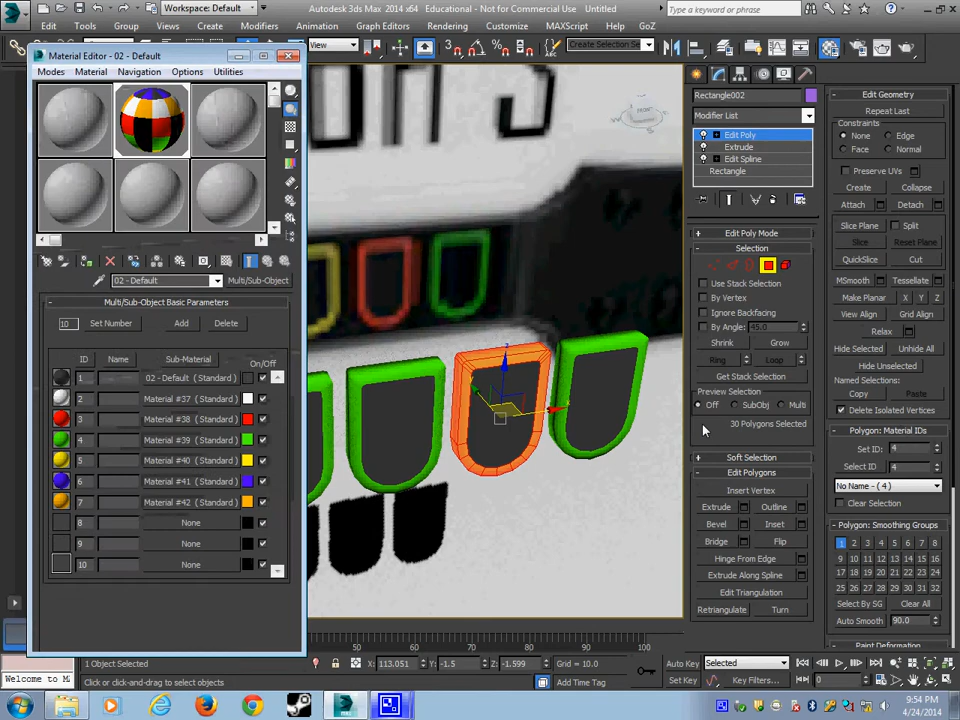 Workspace: Default
Autodesk 3ds Max 2014 x64   Educational - Not for Commercial Use   Untitled
Type a keyword or phrase
Edit Tools Group Views Create Modifiers Animation Graph Editors Rendering Customize MAXScript Help GoZ
View
Create Selection Se
Material Editor - 02 - Default
Modes Material Navigation Options Utilities
02 - Default Multi/Sub-Object
Multi/Sub-Object Basic Parameters
10 Set Number Add Delete
ID Name Sub-Material On/Off
1 02 - Default (Standard)
2 Material #37 (Standard)
3 Material #38 (Standard)
4 Material #39 (Standard)
5 Material #40 (Standard)
6 Material #41 (Standard)
7 Material #42 (Standard)
8 None
9 None
10 None
Rectangle002
Modifier List
Edit Poly
Extrude
Edit Spline
Rectangle
Edit Poly Mode
Selection
Use Stack Selection
By Vertex
Ignore Backfacing
By Angle: 45.0
Shrink Grow
Ring Loop
Get Stack Selection
Preview Selection
Off SubObj Multi
30 Polygons Selected
Soft Selection
Edit Polygons
Insert Vertex
Extrude Outline
Bevel Inset
Bridge Flip
Hinge From Edge
Extrude Along Spline
Edit Triangulation
Retriangulate Turn
Edit Geometry
Repeat Last
Constraints
None Edge
Face Normal
Preserve UVs
Create Collapse
Attach Detach
Slice Plane Split
Slice Reset Plane
QuickSlice Cut
MSmooth Tessellate
Make Planar X Y Z
View Align Grid Align
Relax
Hide Selected Unhide All
Hide Unselected
Named Selections:
Copy Paste
Delete Isolated Vertices
Polygon: Material IDs
Set ID: 4
Select ID 4
No Name - ( 4 )
Clear Selection
Polygon: Smoothing Groups
1 2 3 4 5 6 7 8
9 10 11 12 13 14 15 16
17 18 19 20 21 22 23 24
25 26 27 28 29 30 31 32
Select By SG Clear All
Auto Smooth 90.0
Paint Deformation
50 60 70 80 90 100
1 Object Selected X: 113.051 Y: -1.5 Z: -1.599 Grid = 10.0 Auto Key Selected
Welcome to M Click or click-and-drag to select objects Add Time Tag Set Key Key Filters... 0
9:54 PM
4/24/2014